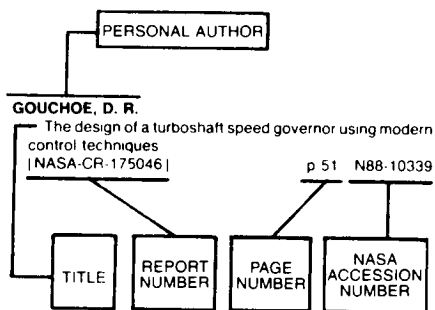 PERSONAL AUTHOR
GOUCHOE, D. R.
The design of a turboshaft speed governor using modern
control techniques
[NASA-CR-175046] p 51 N88-10339
TITLE
REPORT
NUMBER
PAGE
NUMBER
NASA
ACCESSION
NUMBER